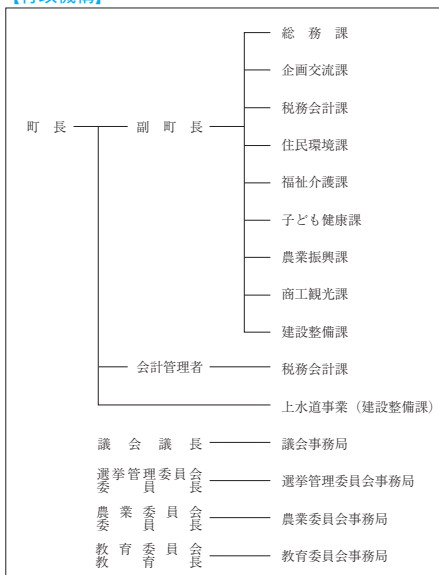 【行政機構】
総務課
企画交流課
税務会計課
町長 副町長
住民環境課
福祉介護課
子ども健康課
農業振興課
商工観光課
建設整備課
会計管理者 税務会計課
上水道事業（建設整備課）
議会議長 議会事務局
選挙管理委員会
委員長 選挙管理委員会事務局
農業委員会
委員長 農業委員会事務局
教育委員会
教育長 教育委員会事務局